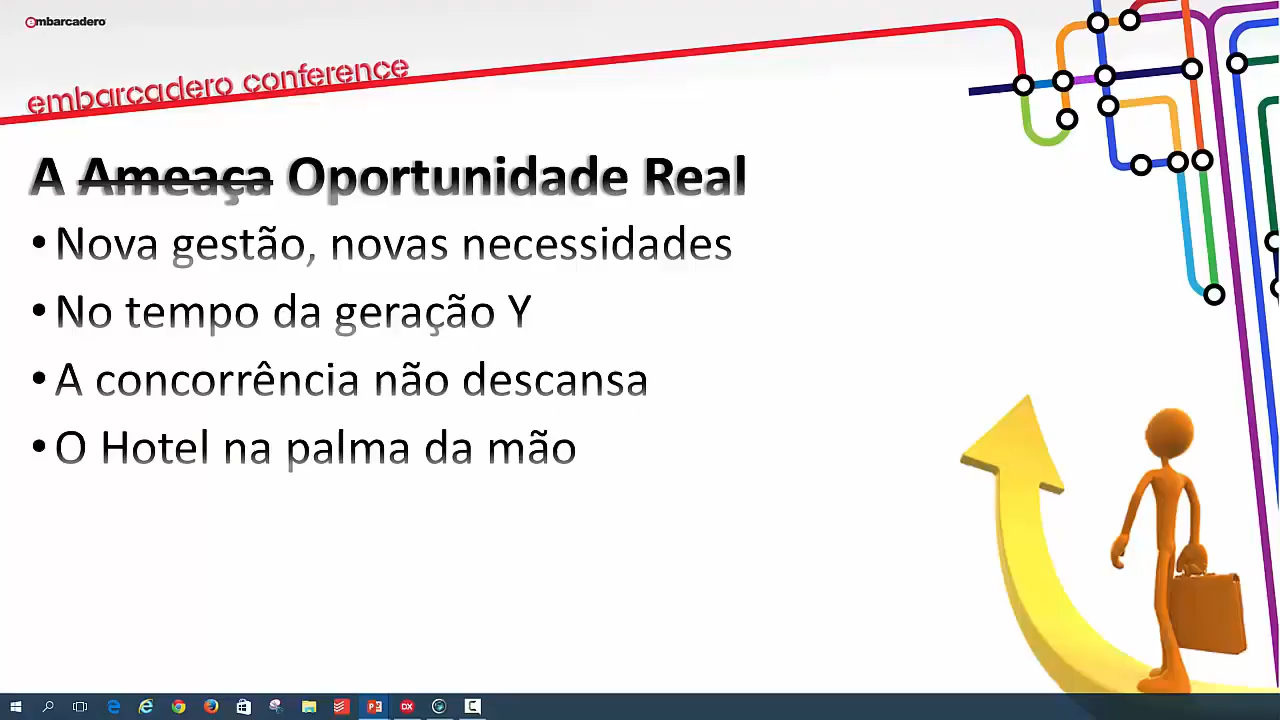 embarcadero
embarcadero conference
A Ameaça Oportunidade Real
• Nova gestão, novas necessidades
• No tempo da geração Y
• A concorrência não descansa
• O Hotel na palma da mão
DX